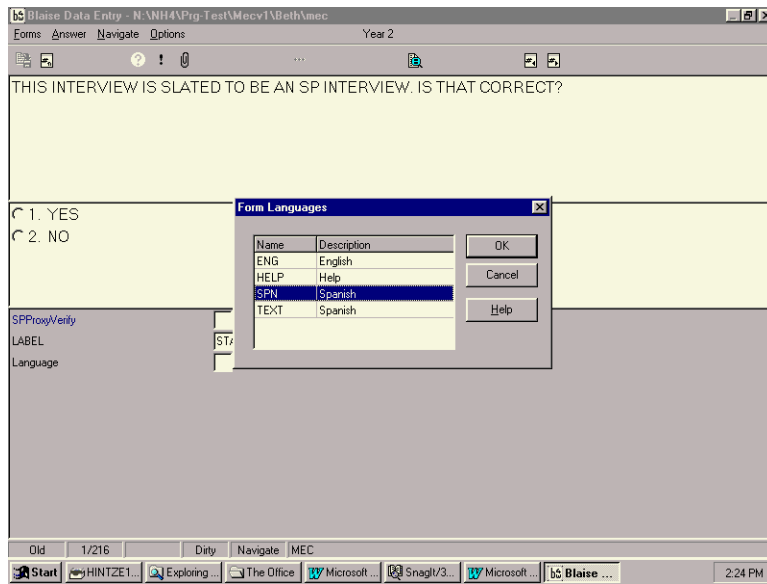 Blaise Data Entry - N:\NH4\Prg-Test\Mecv1\Beth\mec
Forms Answer Navigate Options Year 2
THIS INTERVIEW IS SLATED TO BE AN SP INTERVIEW. IS THAT CORRECT?
1. YES
2. NO
Form Languages
Name Description
ENG English
HELP Help
SPN Spanish
TEXT Spanish
OK
Cancel
Help
SPProxyVerify
LABEL STA
Language
Old 1/216 Dirty Navigate MEC
Start HINTZE1... Exploring ... The Office Microsoft ... SnagIt/3... Microsoft ... Blaise ... 2:24 PM